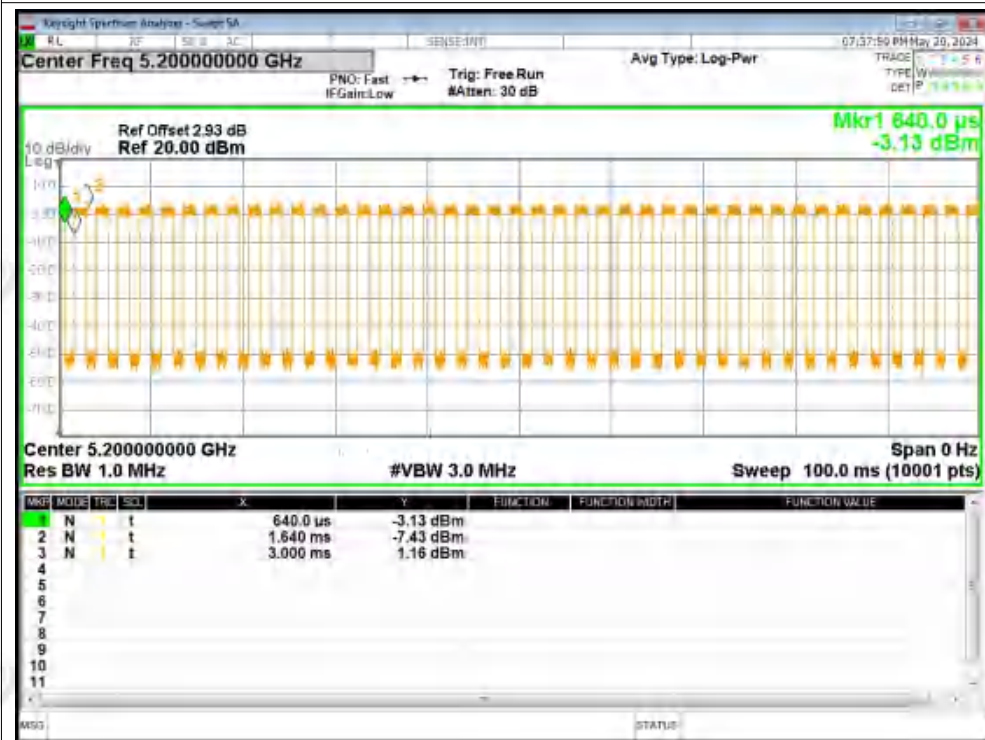 Keysight Spectrum Analyzer - Swept SA
RL RF 50 Ω AC SENSE:INT 07:37:50 PM May 20, 2024
Center Freq 5.200000000 GHz Avg Type: Log-Pwr TRACE
PNO: Fast Trig: Free Run TYPE
IFGain:Low #Atten: 30 dB DET
Mkr1 640.0 µs
Ref Offset 2.93 dB
10 dB/div Ref 20.00 dBm -3.13 dBm
Log
Center 5.200000000 GHz Span 0 Hz
Res BW 1.0 MHz #VBW 3.0 MHz Sweep 100.0 ms (10001 pts)
MKR MODE TRC SCL X Y FUNCTION FUNCTION WIDTH FUNCTION VALUE
1 N 1 t 640.0 µs -3.13 dBm
2 N 1 t 1.640 ms -7.43 dBm
3 N 1 t 3.000 ms 1.16 dBm
4
5
6
7
8
9
10
11
MSG STATUS